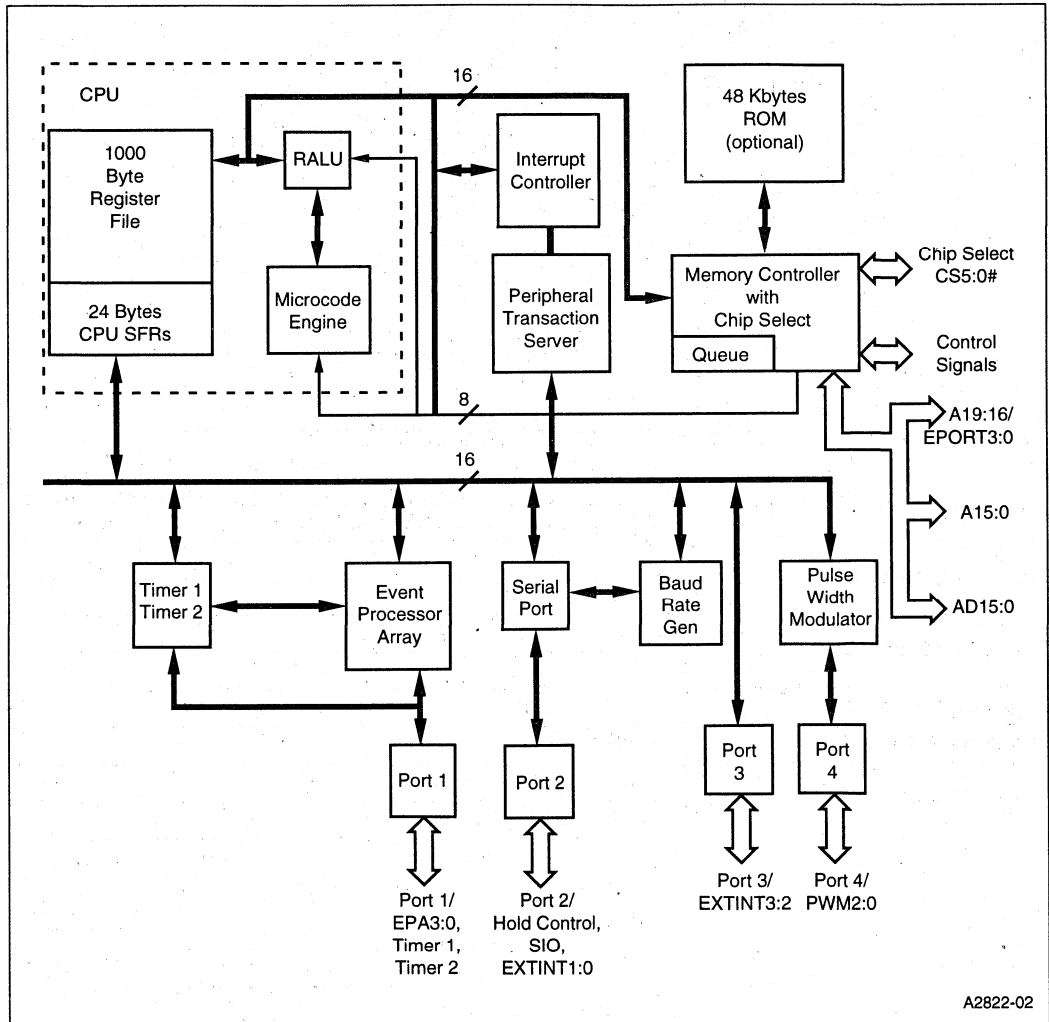 CPU
16
1000
Byte
Register
File
24 Bytes
CPU SFRs
RALU
Microcode
Engine
Interrupt
Controller
Peripheral
Transaction
Server
48 Kbytes
ROM
(optional)
Memory Controller
with
Chip Select
Queue
Chip Select
CS5:0#
Control
Signals
8
A19:16/
EPORT3:0
A15:0
AD15:0
16
Timer 1
Timer 2
Event
Processor
Array
Serial
Port
Baud
Rate
Gen
Pulse
Width
Modulator
Port 1
Port 2
Port
3
Port
4
Port 1/
EPA3:0,
Timer 1,
Timer 2
Port 2/
Hold Control,
SIO,
EXTINT1:0
Port 3/
EXTINT3:2
Port 4/
PWM2:0
A2822-02